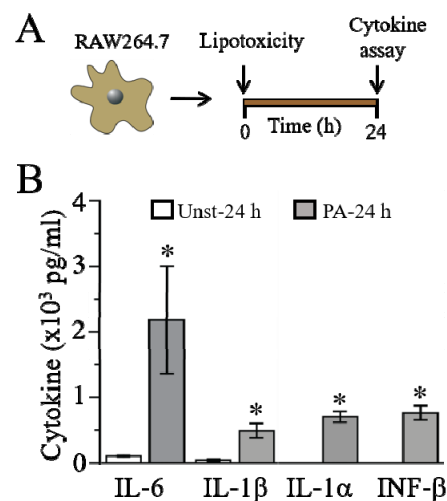 A
RAW264.7
Lipotoxicity
Cytokine
assay
Time (h)
0
24
B
Unst-24 h
PA-24 h
Cytokine (x10³ pg/ml)
4
3
2
1
0
*
*
*
*
IL-6
IL-1β
IL-1α
INF-β